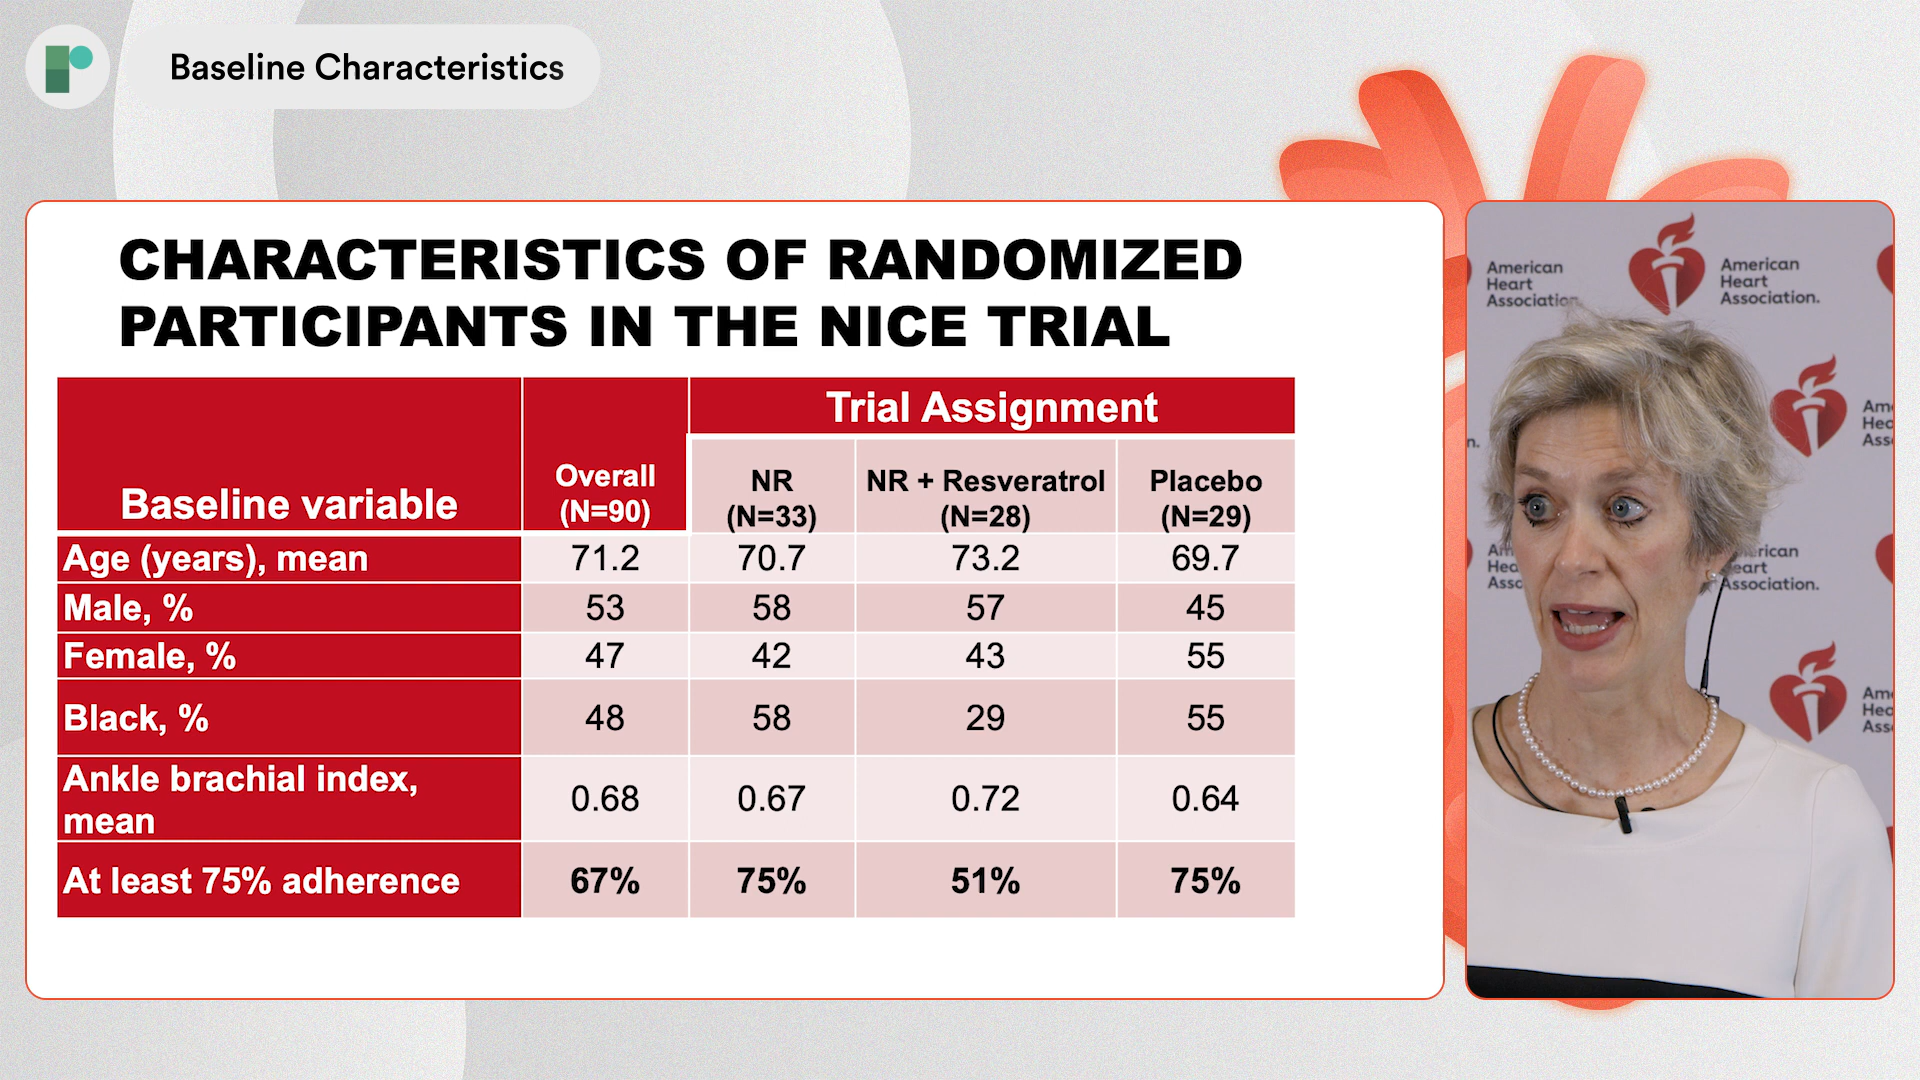 Baseline Characteristics
CHARACTERISTICS OF RANDOMIZED
PARTICIPANTS IN THE NICE TRIAL
Baseline variable
Overall
(N=90)
Trial Assignment
NR
(N=33)
NR + Resveratrol
(N=28)
Placebo
(N=29)
Age (years), mean 71.2 70.7 73.2 69.7
Male, % 53 58 57 45
Female, % 47 42 43 55
Black, % 48 58 29 55
Ankle brachial index,
mean 0.68 0.67 0.72 0.64
At least 75% adherence 67% 75% 51% 75%
American
Heart
Association.
American
Heart
Association.